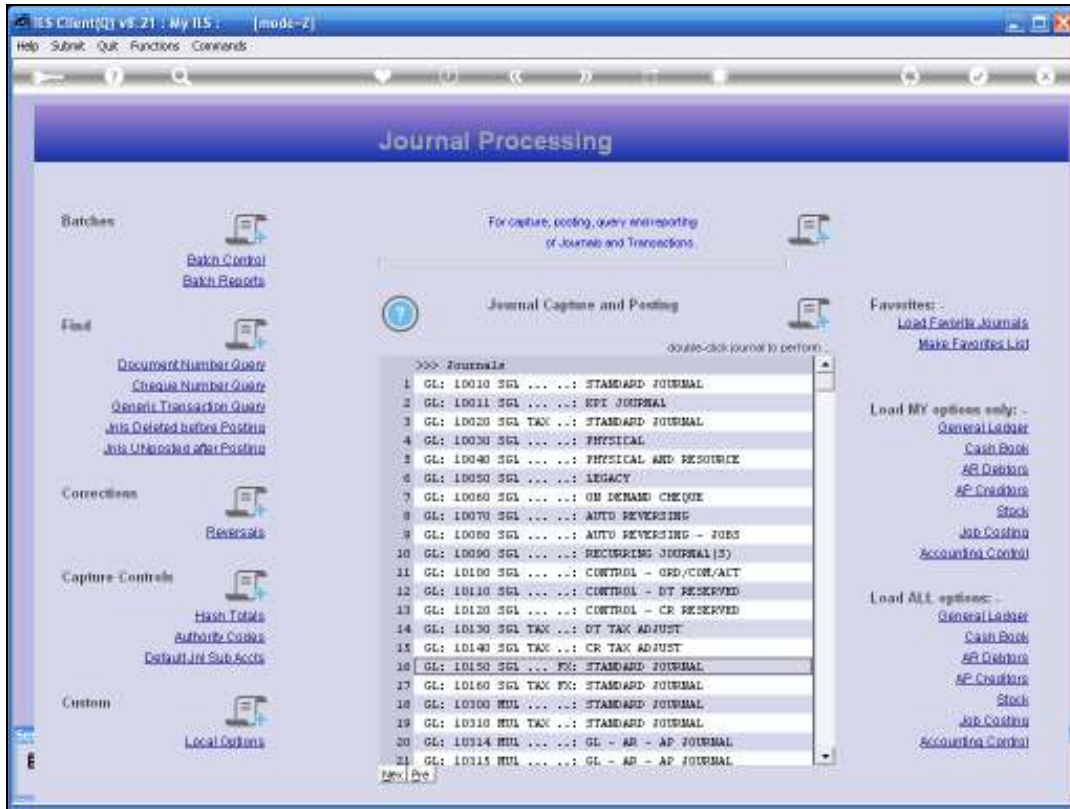 IES Client(Q) v8.21 : My IES : [mode=2]
Help Submit Quit Functions Commands
Journal Processing
Batches
Batch Control
Batch Reports
Find
Document Number Query
Cheque Number Query
Generic Transaction Query
Jnls Deleted before Posting
Jnls UNposted after Posting
Corrections
Reversals
Capture Controls
Hash Totals
Authority Codes
Default Jnl Sub Accts
Custom
Local Options
For capture, posting, query and reporting
of Journals and Transactions.
Journal Capture and Posting
double-click journal to perform ..
>>> Journals
1 GL: 10010 SGL ... ..: STANDARD JOURNAL
2 GL: 10011 SGL ... ..: KPI JOURNAL
3 GL: 10020 SGL TAX ..: STANDARD JOURNAL
4 GL: 10030 SGL ... ..: PHYSICAL
5 GL: 10040 SGL ... ..: PHYSICAL AND RESOURCE
6 GL: 10050 SGL ... ..: LEGACY
7 GL: 10060 SGL ... ..: ON DEMAND CHEQUE
8 GL: 10070 SGL ... ..: AUTO REVERSING
9 GL: 10080 SGL ... ..: AUTO REVERSING - JOBS
10 GL: 10090 SGL ... ..: RECURRING JOURNAL(S)
11 GL: 10100 SGL ... ..: CONTROL - ORD/COM/ACT
12 GL: 10110 SGL ... ..: CONTROL - DT RESERVED
13 GL: 10120 SGL ... ..: CONTROL - CR RESERVED
14 GL: 10130 SGL TAX ..: DT TAX ADJUST
15 GL: 10140 SGL TAX ..: CR TAX ADJUST
16 GL: 10150 SGL ... FX: STANDARD JOURNAL
17 GL: 10160 SGL TAX FX: STANDARD JOURNAL
18 GL: 10300 MUL ... ..: STANDARD JOURNAL
19 GL: 10310 MUL TAX ..: STANDARD JOURNAL
20 GL: 10314 MUL ... ..: GL - AR - AP JOURNAL
21 GL: 10315 MUL ... ..: GL - AR - AP JOURNAL
Nex Pre
Favorites: -
Load Favorite Journals
Make Favorites List
Load MY options only: -
General Ledger
Cash Book
AR Debtors
AP Creditors
Stock
Job Costing
Accounting Control
Load ALL options: -
General Ledger
Cash Book
AR Debtors
AP Creditors
Stock
Job Costing
Accounting Control